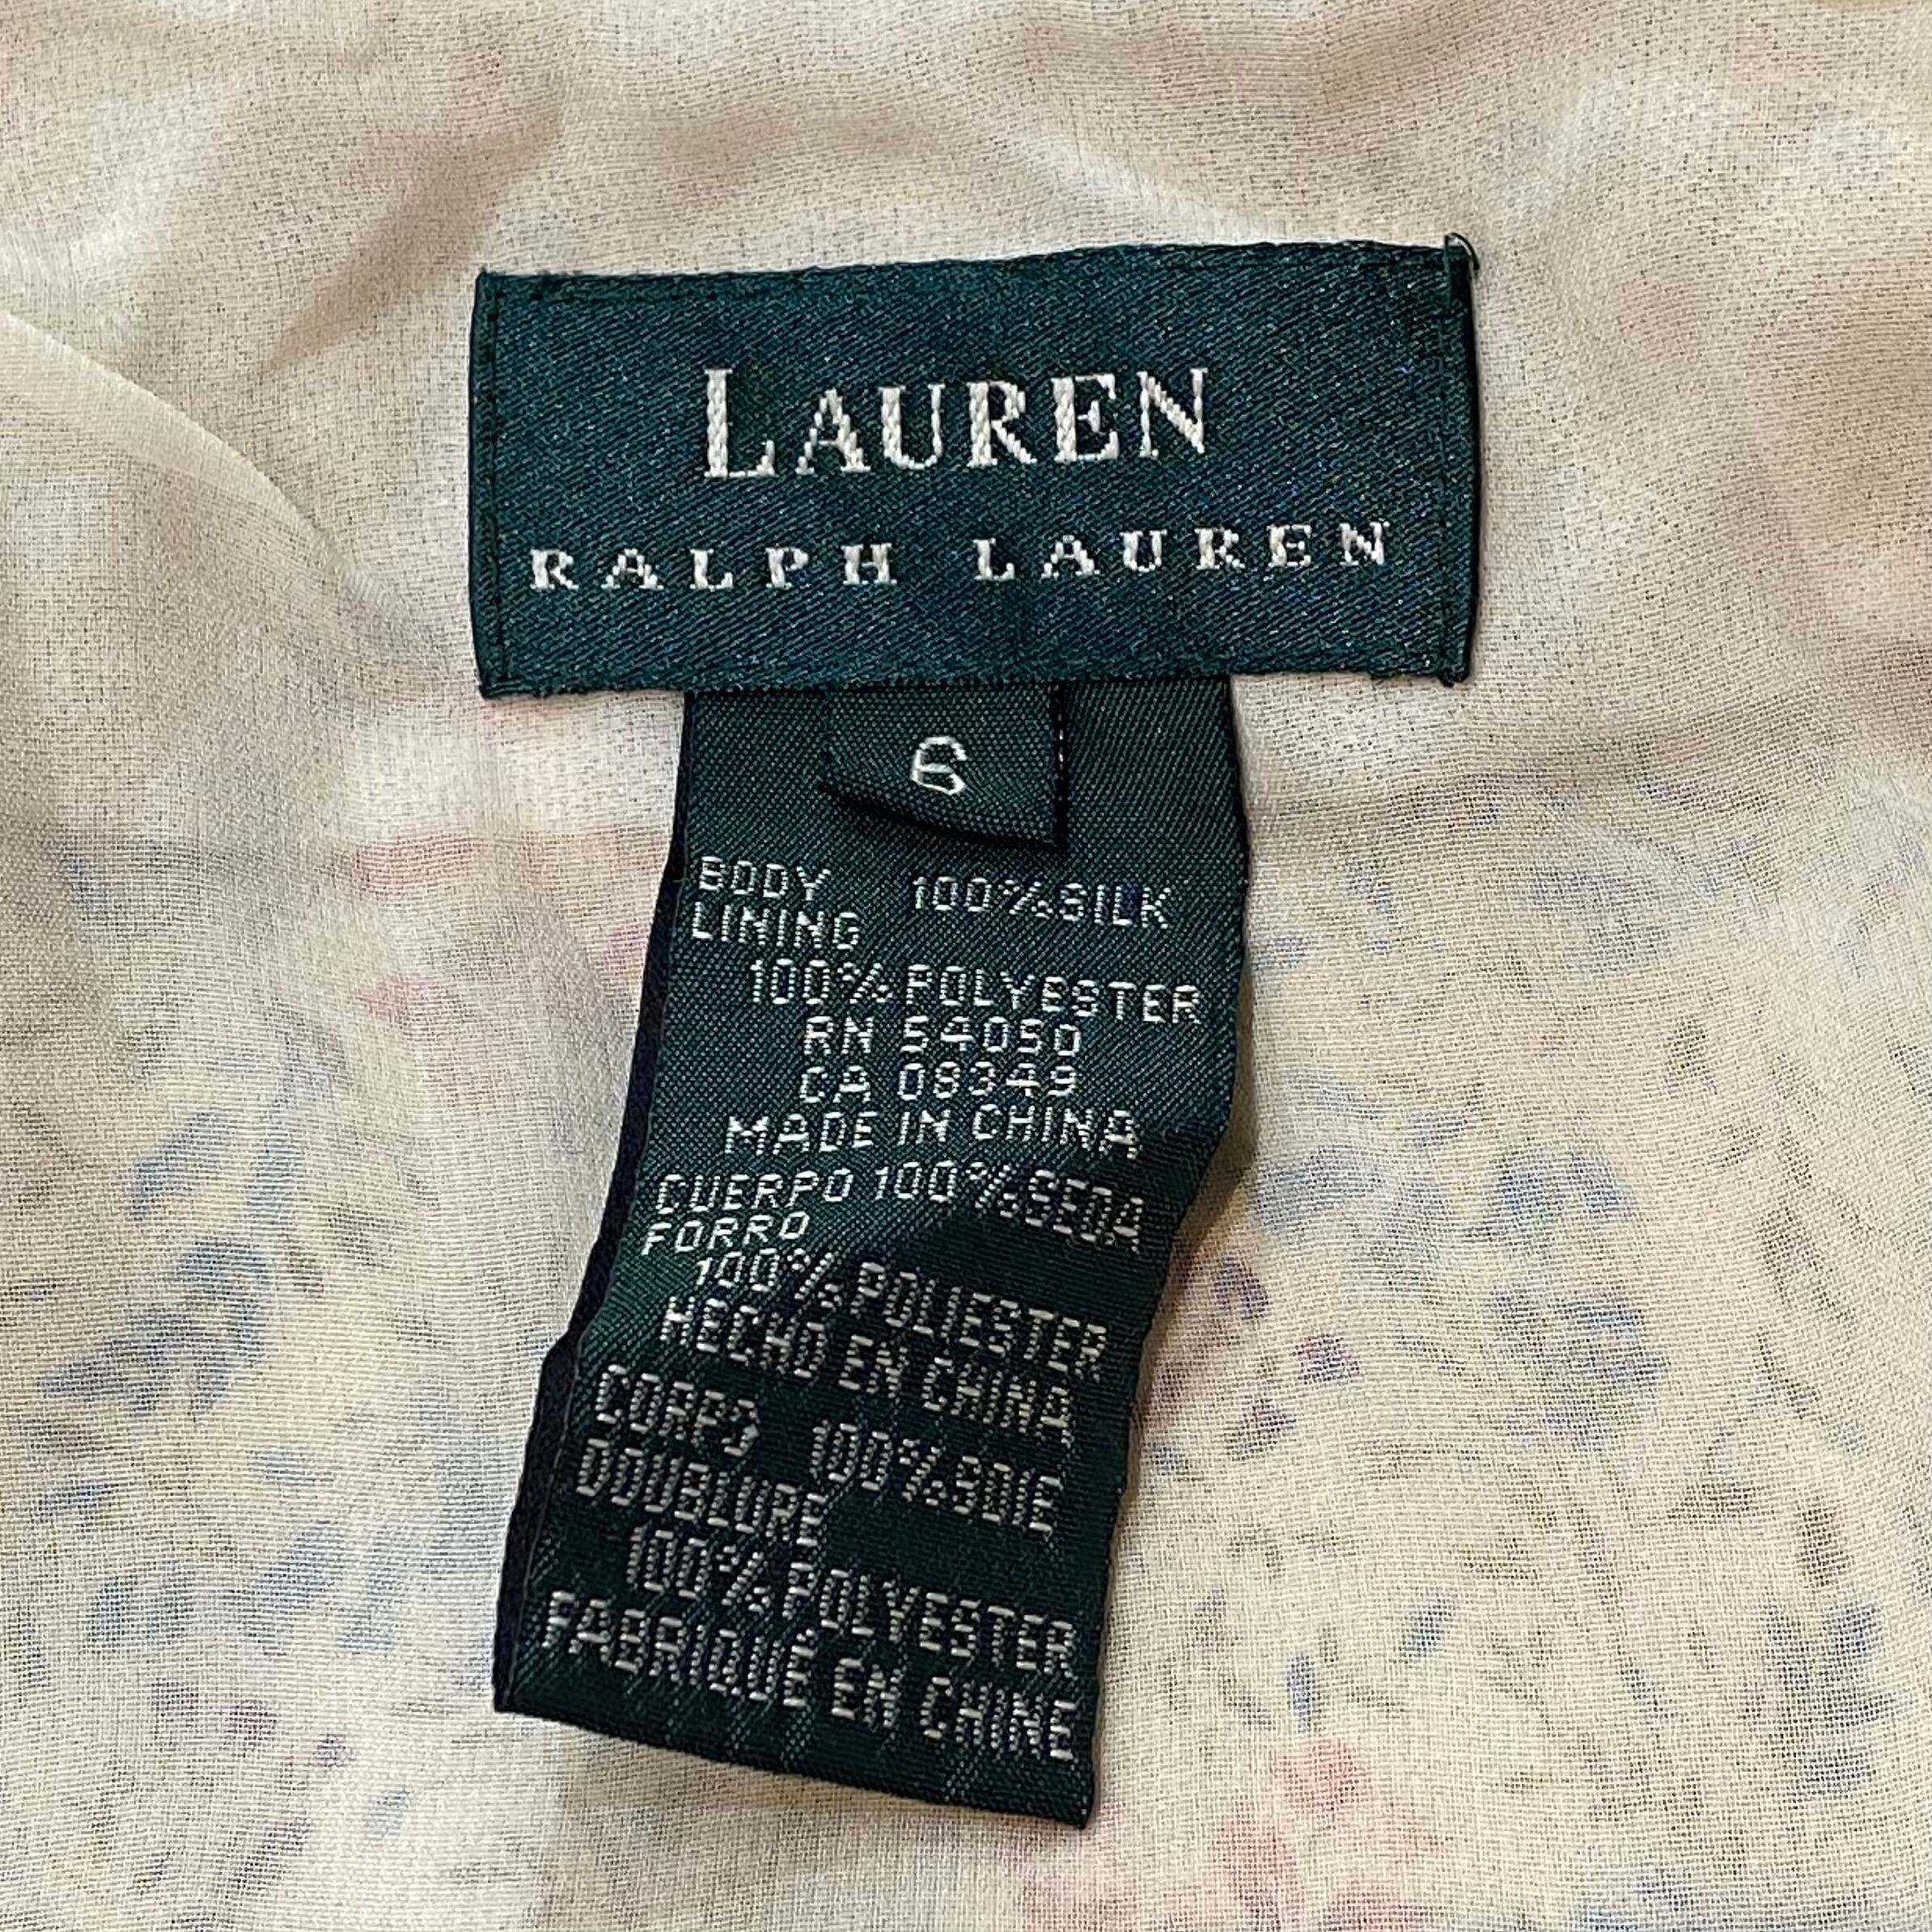 LAUREN
RALPH LAUREN
6
BODY 100%SILK
LINING
100%POLYESTER
RN 54050
CA 08349
MADE IN CHINA
CUERPO 100%SEDA
FORRO
100%POLIESTER
HECHO EN CHINA
CORPS 100%SOIE
DOUBLURE
100%POLYESTER
FABRIQUÉ EN CHINE